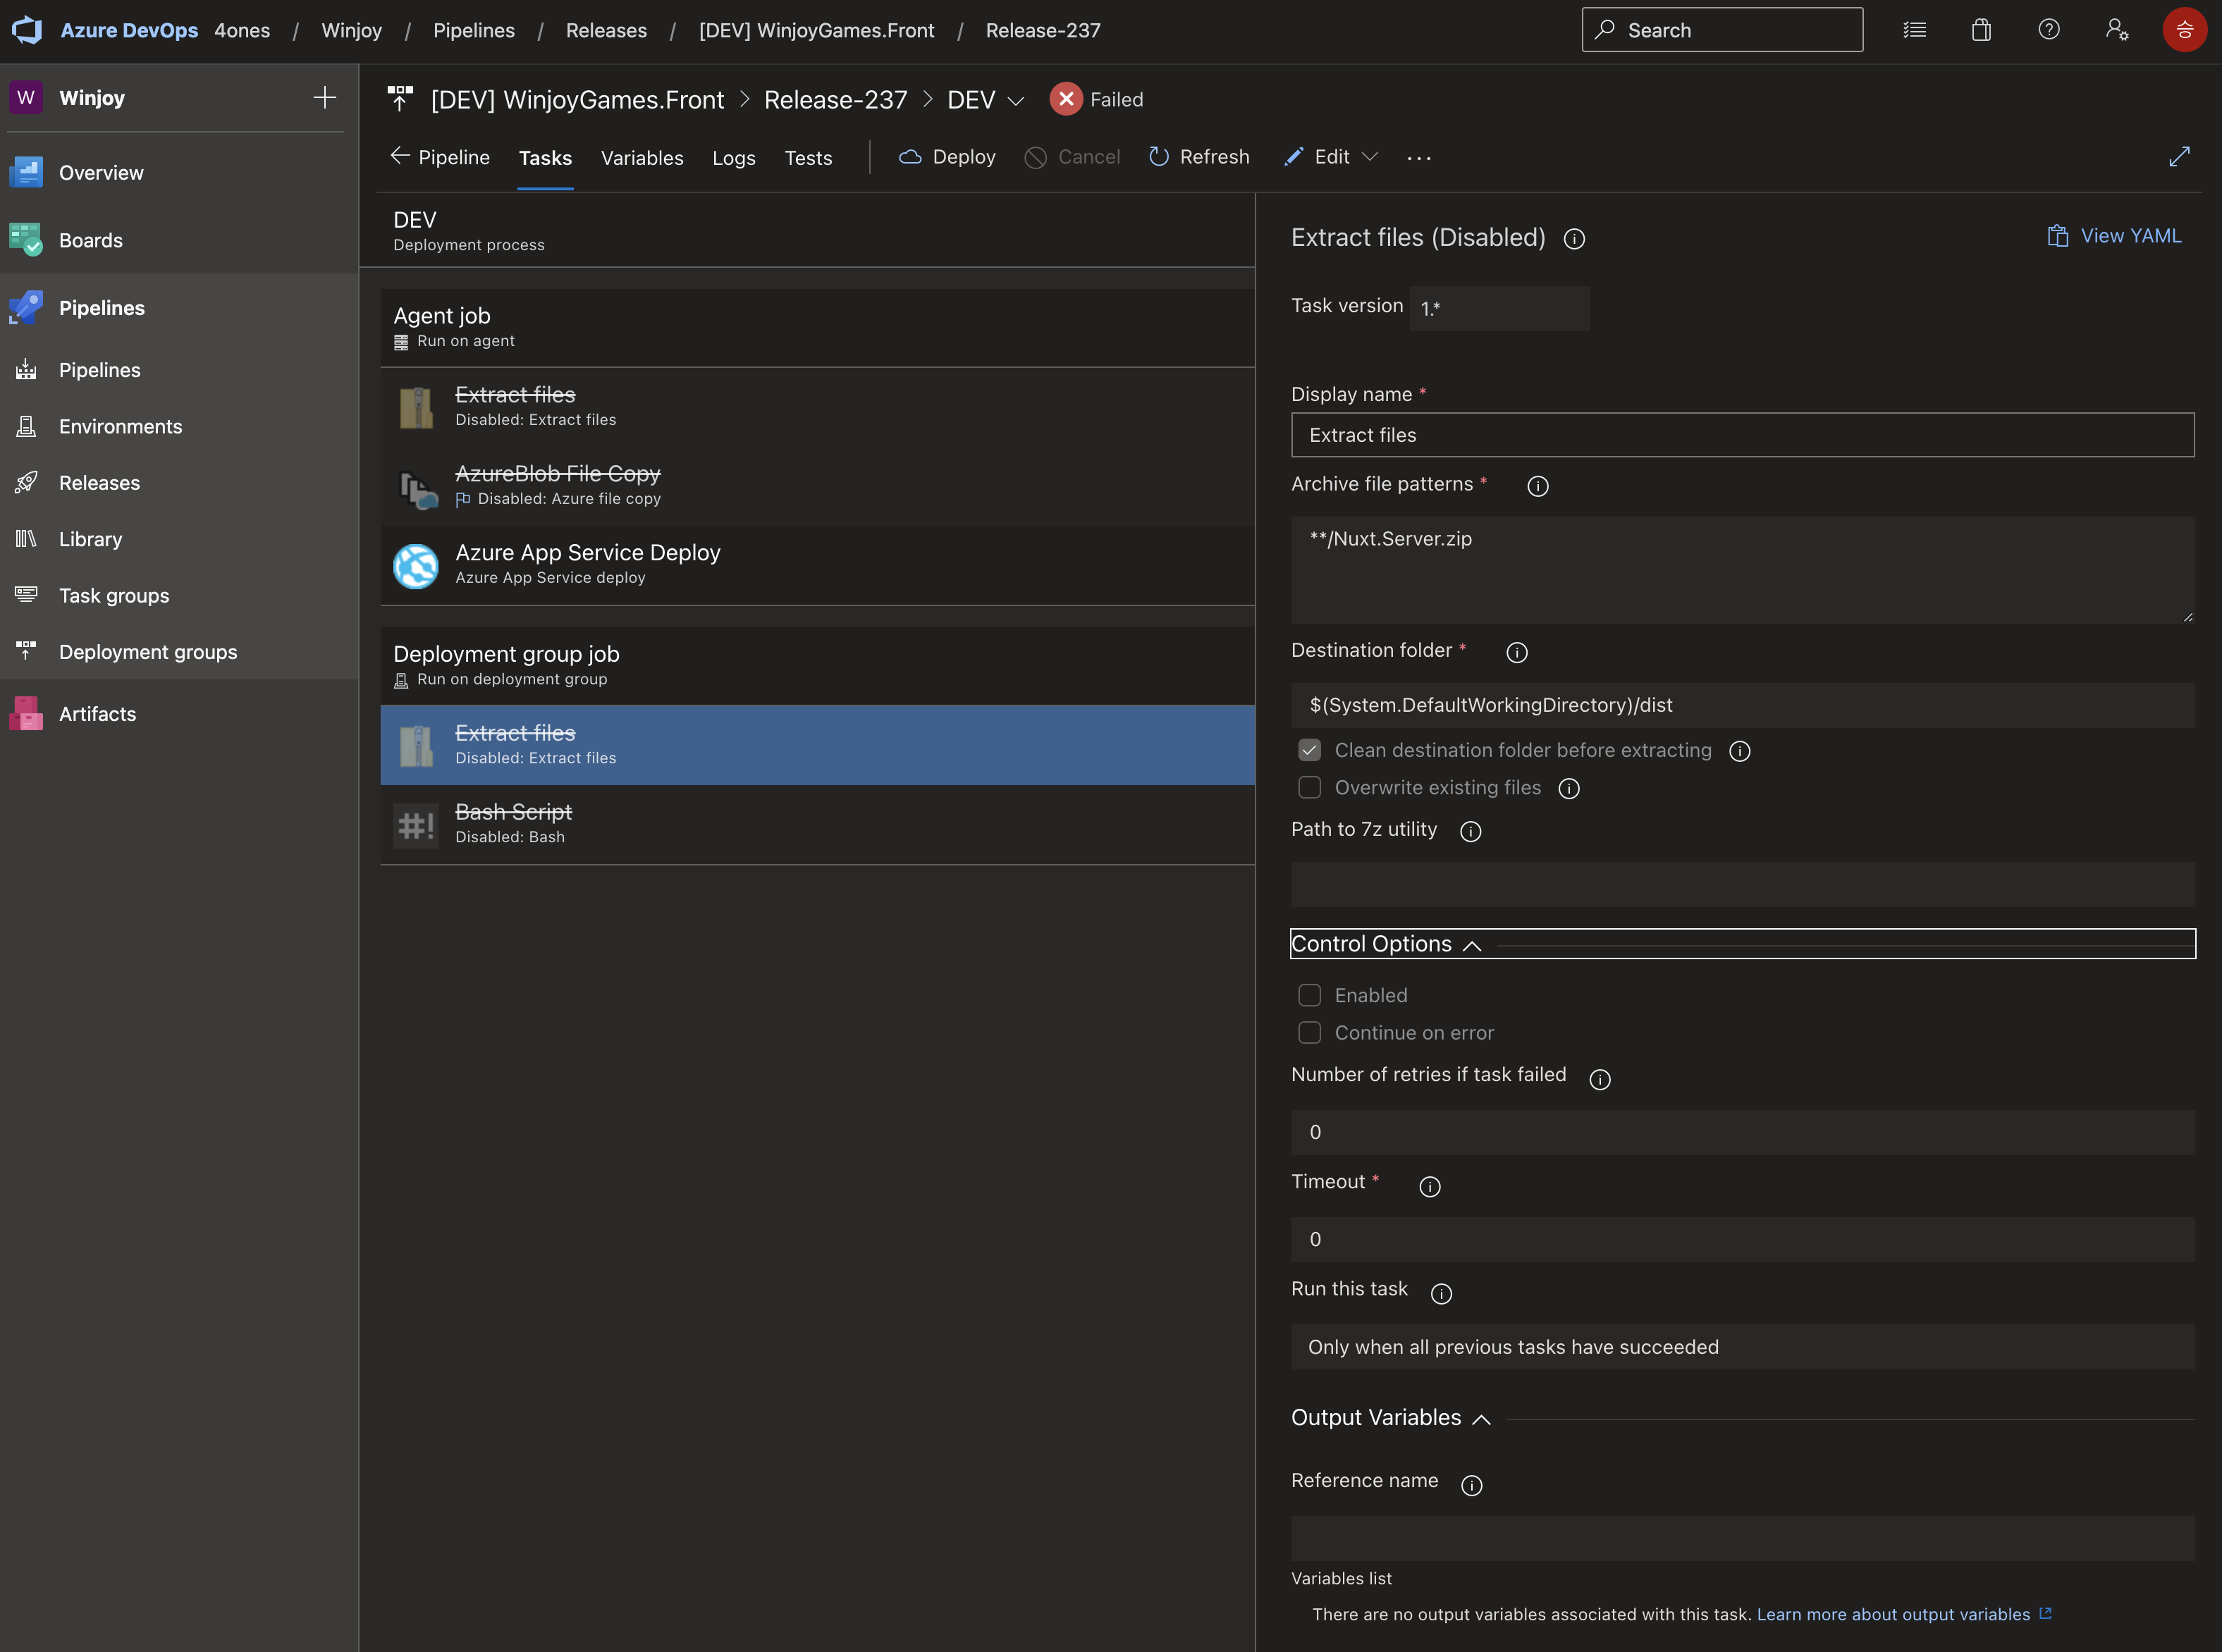 Azure DevOps 4ones / Winjoy / Pipelines / Releases / [DEV] WinjoyGames.Front / Release-237
Search
승
W Winjoy
Overview
Boards
Pipelines
Pipelines
Environments
Releases
Library
Task groups
Deployment groups
Artifacts
[DEV] WinjoyGames.Front > Release-237 > DEV Failed
Pipeline Tasks Variables Logs Tests Deploy Cancel Refresh Edit ...
DEV
Deployment process
Agent job
Run on agent
Extract files
Disabled: Extract files
AzureBlob File Copy
Disabled: Azure file copy
Azure App Service Deploy
Azure App Service deploy
Deployment group job
Run on deployment group
Extract files
Disabled: Extract files
#! Bash Script
Disabled: Bash
Extract files (Disabled)
View YAML
Task version 1.*
Display name *
Extract files
Archive file patterns *
**/Nuxt.Server.zip
Destination folder *
$(System.DefaultWorkingDirectory)/dist
Clean destination folder before extracting
Overwrite existing files
Path to 7z utility
Control Options
Enabled
Continue on error
Number of retries if task failed
0
Timeout *
0
Run this task
Only when all previous tasks have succeeded
Output Variables
Reference name
Variables list
There are no output variables associated with this task. Learn more about output variables